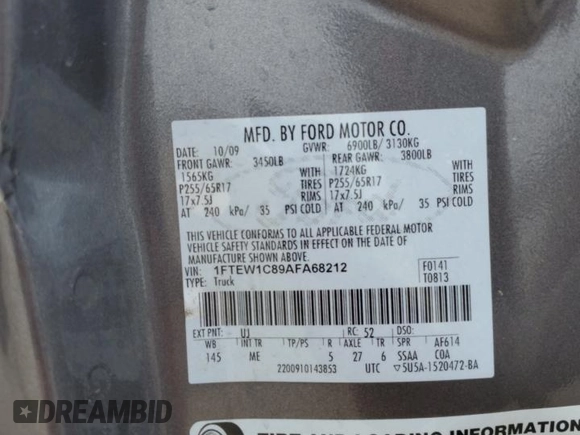 MFD. BY FORD MOTOR CO.
DATE: 10/09 GVWR: 6900LB/ 3130KG
FRONT GAWR: 3450LB REAR GAWR: 3800LB
1565KG WITH 1724KG WITH
P255/65R17 TIRES P255/65R17 TIRES
17x7.5J RIMS 17x7.5J RIMS
AT 240 kPa/ 35 PSI COLD AT 240 kPa/ 35 PSI COLD
THIS VEHICLE CONFORMS TO ALL APPLICABLE FEDERAL MOTOR
VEHICLE SAFETY STANDARDS IN EFFECT ON THE DATE OF
MANUFACTURE SHOWN ABOVE.
VIN: 1FTEW1C89AFA68212 F0141
TYPE: Truck T0813
EXT PNT: UJ RC: 52 DSO:
WB INT TR TP/PS R AXLE TR SPR AF614
145 ME 5 27 6 SSAA COA
2200910143853 UTC ▽5U5A-1520472-BA
TIRE AND LOADING INFORMATION
DREAMBID